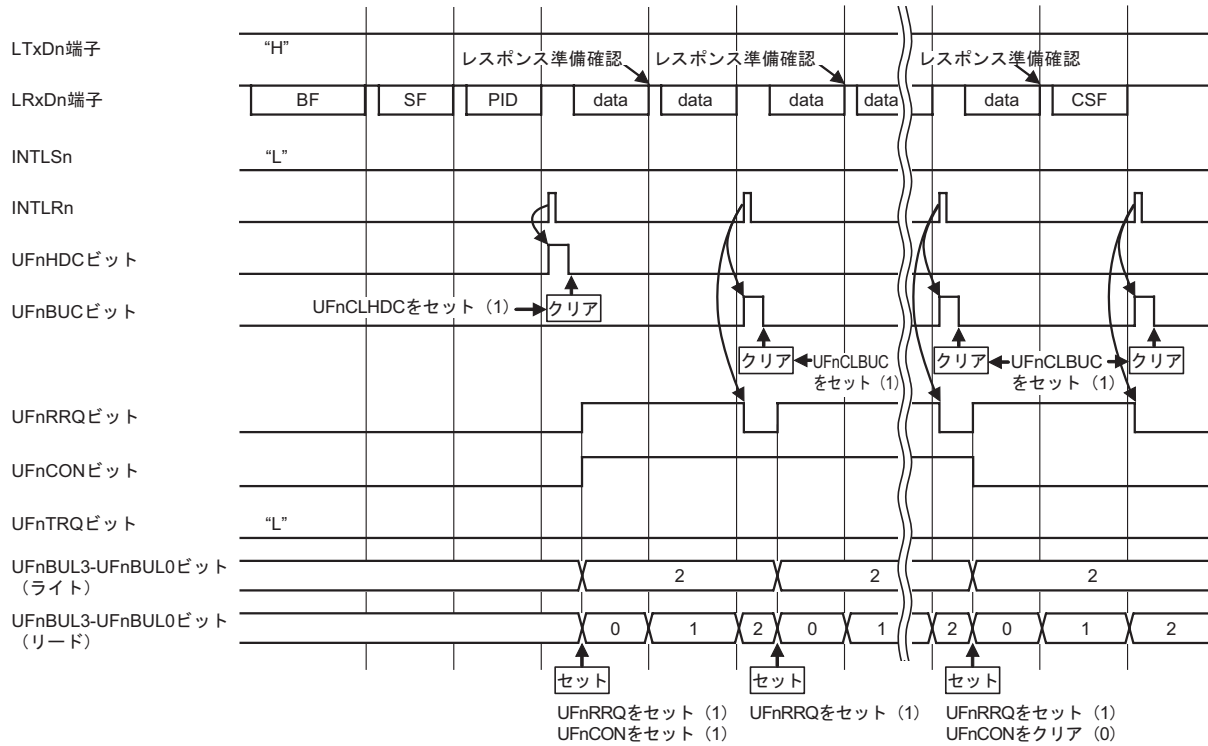 LTxDn端子 “H”
レスポンス準備確認 レスポンス準備確認 レスポンス準備確認
LRxDn端子 BF SF PID data data data data data CSF
INTLSn “L”
INTLRn
UFnHDCビット
UFnCLHDCをセット（1） クリア
UFnBUCビット
クリア UFnCLBUC クリア UFnCLBUC クリア
をセット（1） をセット（1）
UFnRRQビット
UFnCONビット
UFnTRQビット “L”
UFnBUL3-UFnBUL0ビット
（ライト） 2 2 2
UFnBUL3-UFnBUL0ビット
（リード） 0 1 2 0 1 2 0 1 2
セット セット セット
UFnRRQをセット（1） UFnRRQをセット（1） UFnRRQをセット（1）
UFnCONをセット（1） UFnCONをクリア（0）